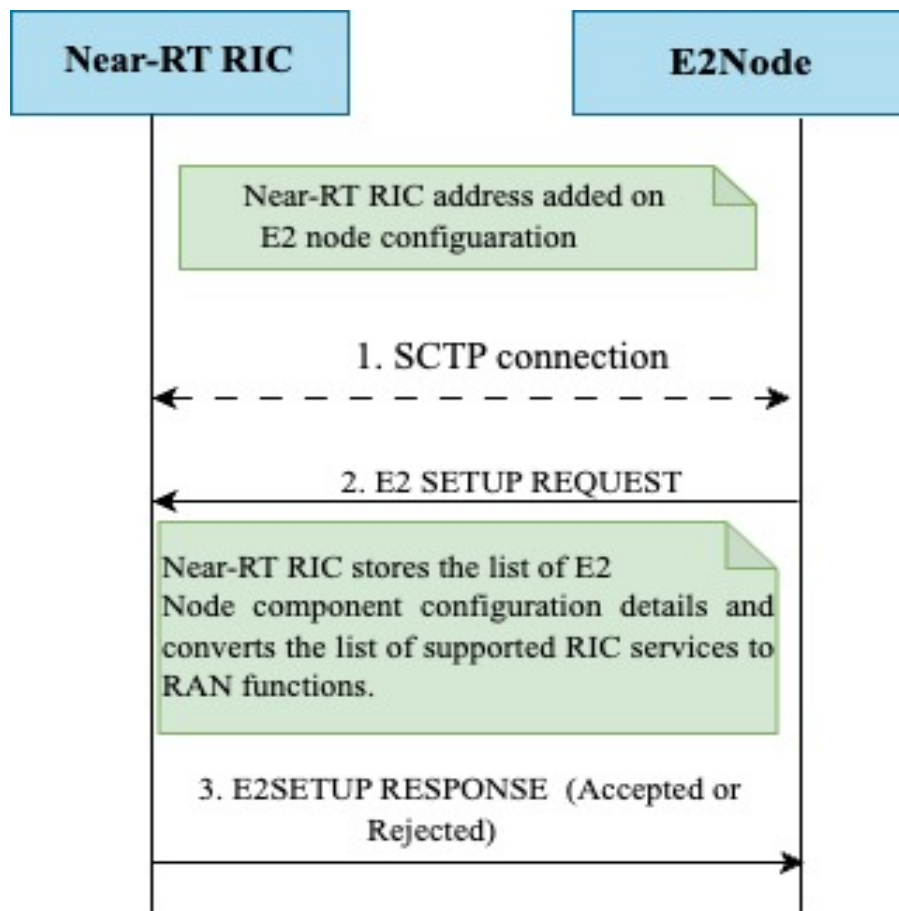 Near-RT RIC
E2Node
Near-RT RIC address added on
E2 node configuaration
1. SCTP connection
2. E2 SETUP REQUEST
Near-RT RIC stores the list of E2
Node component configuration details and
converts the list of supported RIC services to
RAN functions.
3. E2SETUP RESPONSE (Accepted or
Rejected)